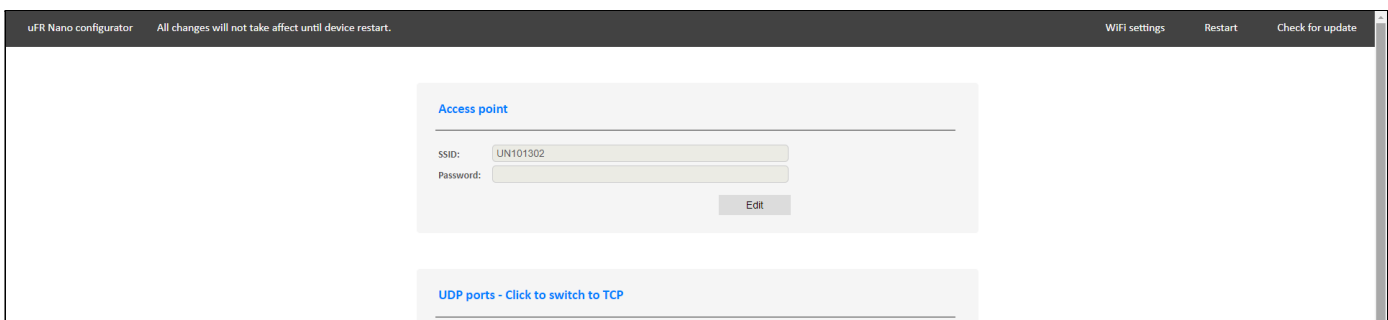 uFR Nano configurator All changes will not take affect until device restart. WiFi settings Restart Check for update
Access point
SSID: UN101302
Password:
Edit
UDP ports - Click to switch to TCP